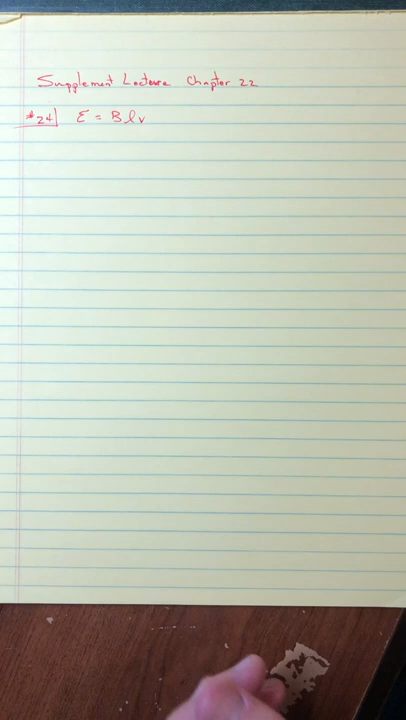 Supplement Lecture Chapter 22
#24 Ɛ = Blv